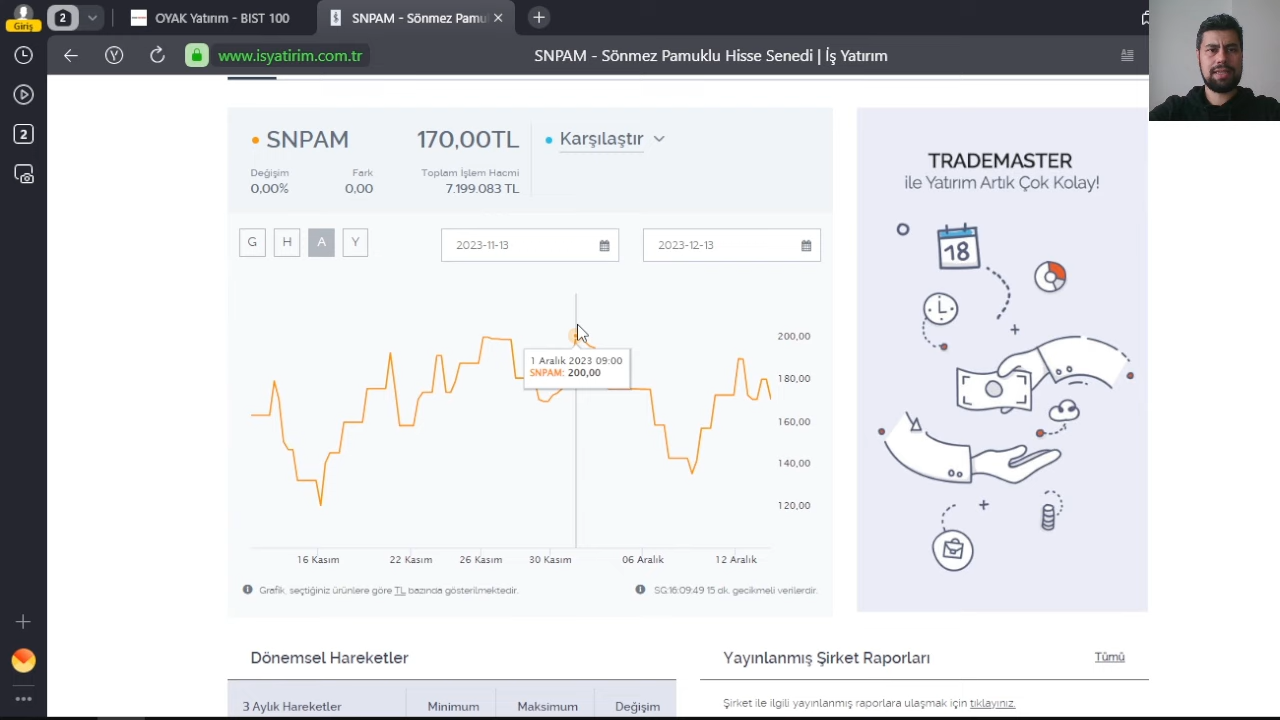 Giriş
2
OYAK Yatırım - BIST 100
SNPAM - Sönmez Pamu
www.isyatirim.com.tr
SNPAM - Sönmez Pamuklu Hisse Senedi | İş Yatırım
2
SNPAM
170,00TL
Karşılaştır
Değişim
Fark
Toplam İşlem Hacmi
0,00%
0,00
7.199.083 TL
G
H
A
Y
2023-11-13
2023-12-13
200,00
1 Aralık 2023 09:00
SNPAM: 200,00
180,00
160,00
140,00
120,00
16 Kasım
22 Kasım
26 Kasım
30 Kasım
06 Aralık
12 Aralık
Grafik, seçtiğiniz ürünlere göre TL bazında gösterilmektedir.
SG:16:09:49 15 dk. gecikmeli verilerdir.
TRADEMASTER
ile Yatırım Artık Çok Kolay!
18
Dönemsel Hareketler
3 Aylık Hareketler
Minimum
Maksimum
Değişim
Yayınlanmış Şirket Raporları
Tümü
Şirket ile ilgili yayınlanmış raporlara ulaşmak için tıklayınız.